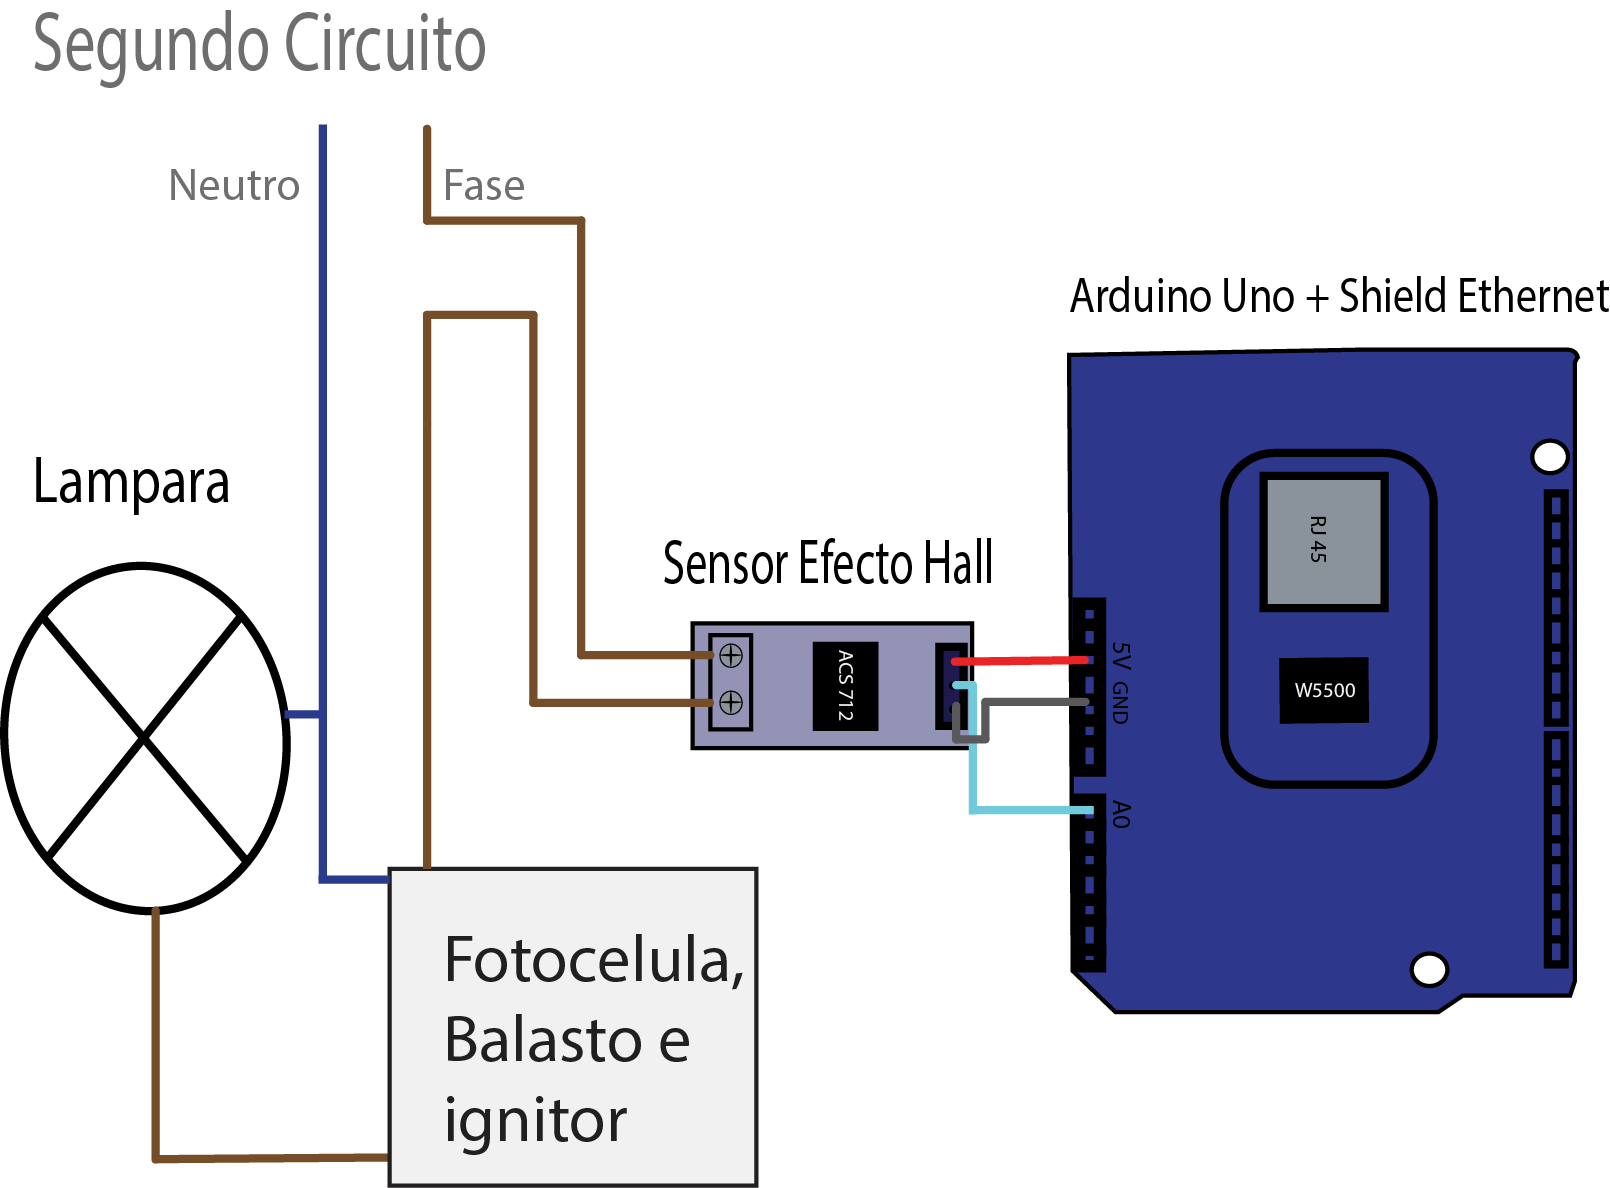 Segundo Circuito
Neutro
Fase
Arduino Uno + Shield Ethernet
Lampara
RJ 45
Sensor Efecto Hall
ACS 712
5V
GND
W5500
A0
Fotocelula,
Balasto e
ignitor